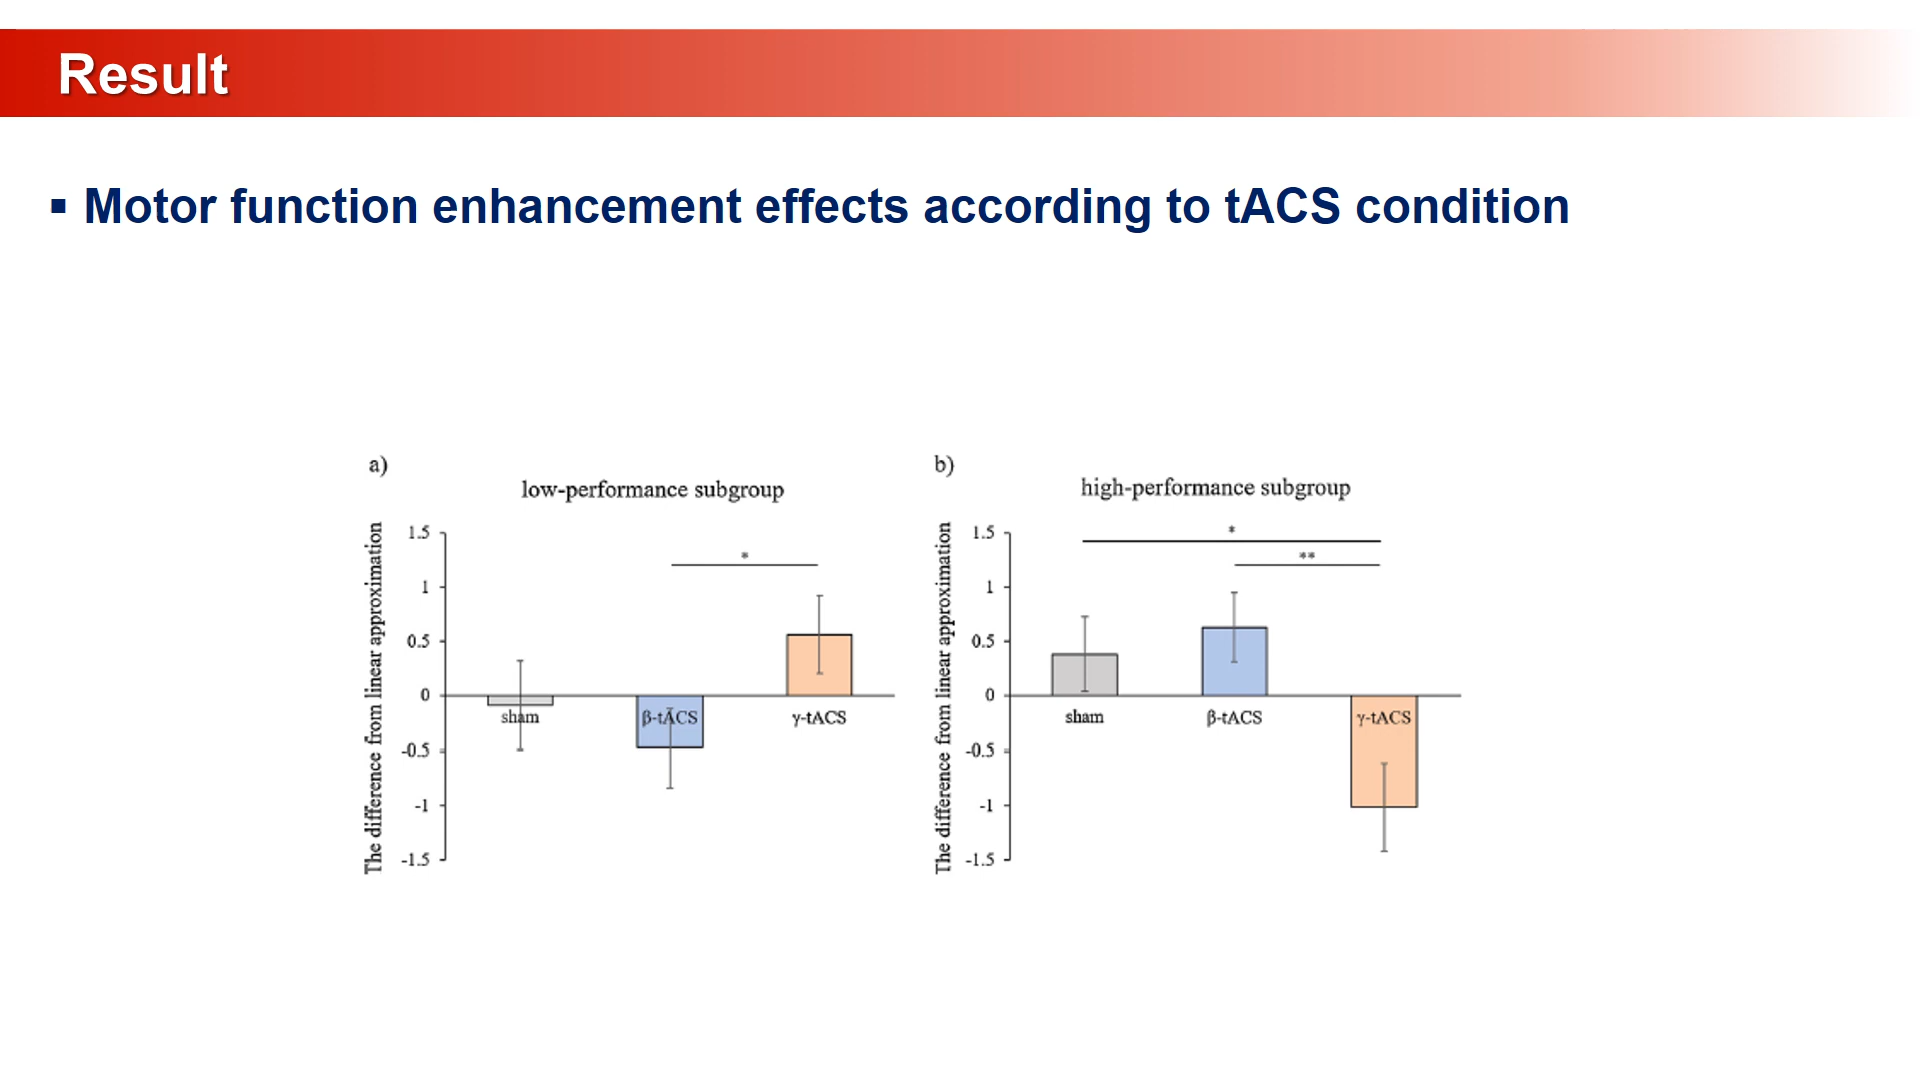 Result
▪ Motor function enhancement effects according to tACS condition
a)
low-performance subgroup
The difference from linear approximation
1.5
1
0.5
0
-0.5
-1
-1.5
*
sham
β-tACS
γ-tACS
b)
high-performance subgroup
The difference from linear approximation
1.5
1
0.5
0
-0.5
-1
-1.5
*
**
sham
β-tACS
γ-tACS